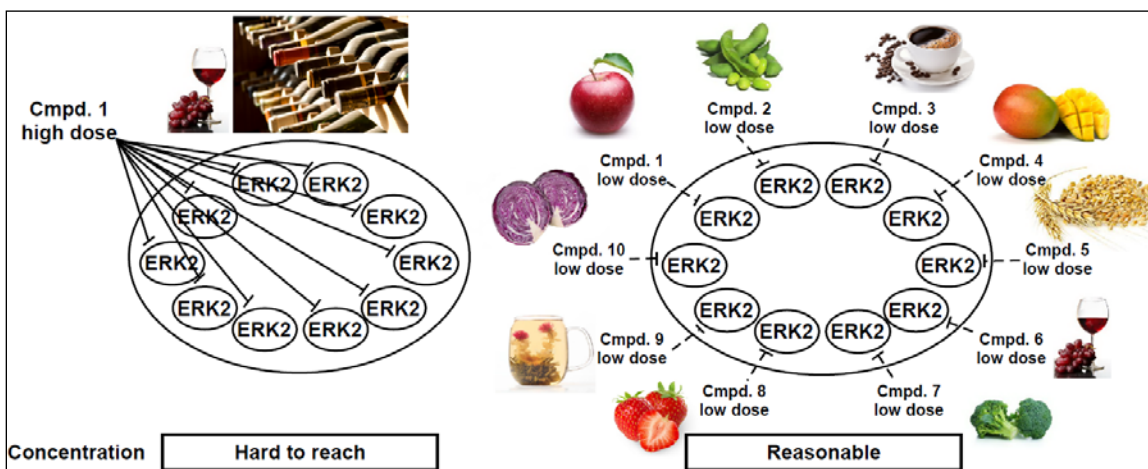 Cmpd. 1
high dose
ERK2
ERK2
ERK2
ERK2
ERK2
ERK2
ERK2
ERK2
ERK2
ERK2
Cmpd. 2
low dose
Cmpd. 3
low dose
Cmpd. 1
low dose
Cmpd. 4
low dose
Cmpd. 10
low dose
Cmpd. 5
low dose
Cmpd. 9
low dose
Cmpd. 6
low dose
Cmpd. 8
low dose
Cmpd. 7
low dose
ERK2
ERK2
ERK2
ERK2
ERK2
ERK2
ERK2
ERK2
ERK2
ERK2
Concentration
Hard to reach
Reasonable